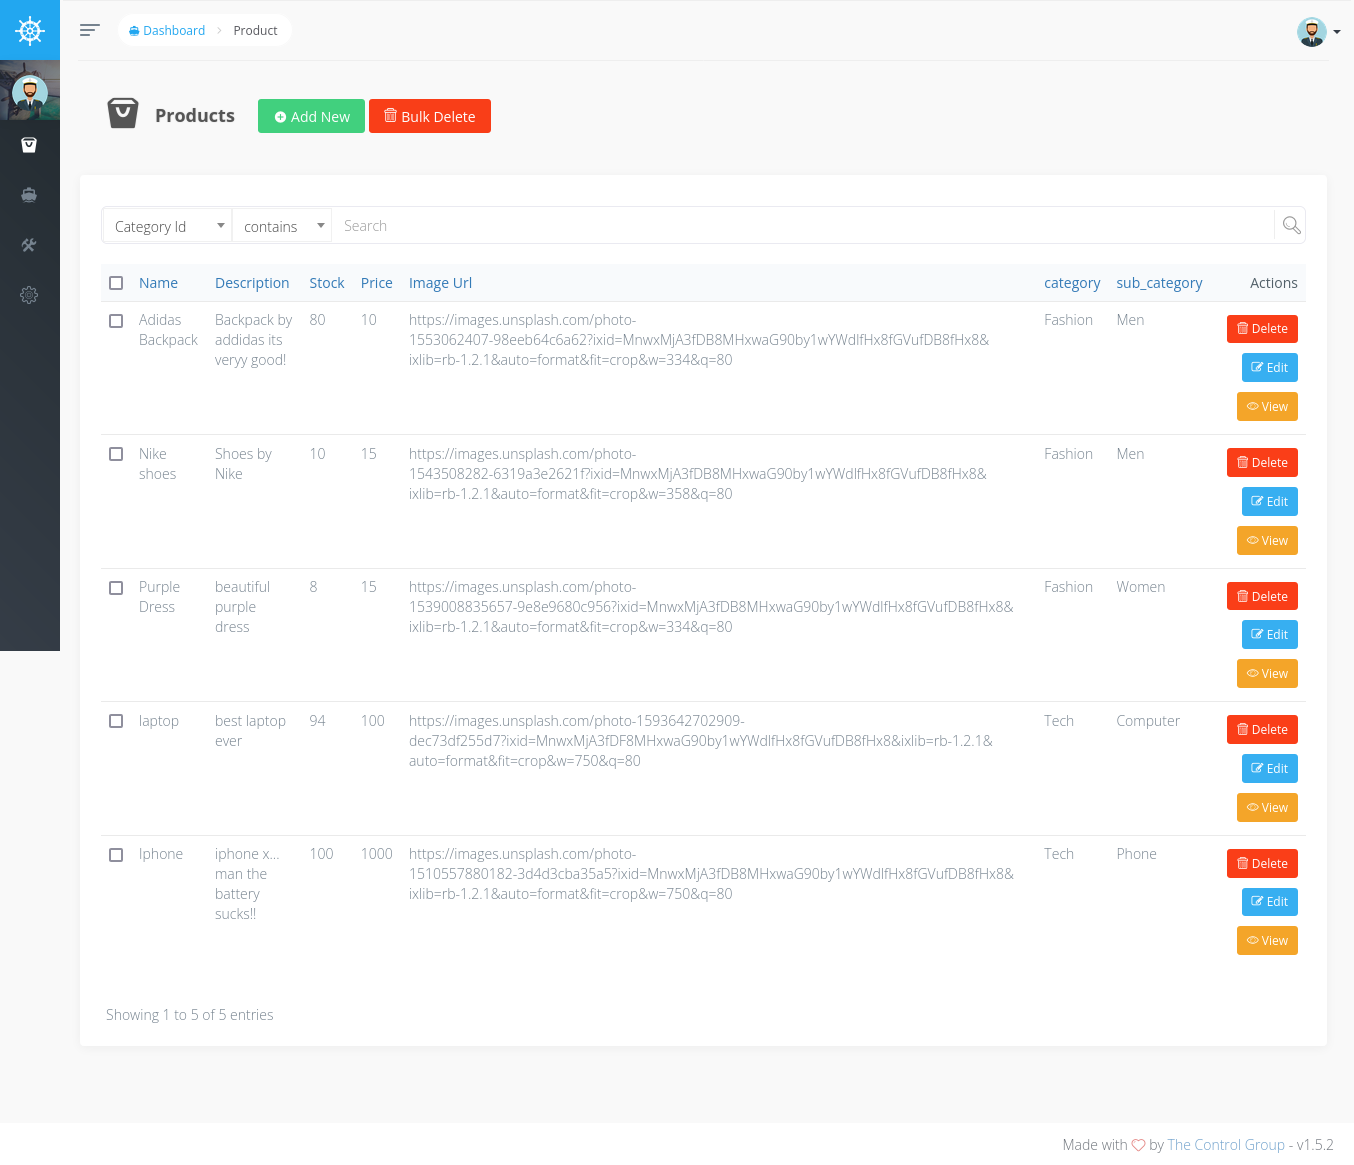 Dashboard > Product
Products
Add New
Bulk Delete
Category Id
contains
Search
Name Description Stock Price Image Url category sub_category Actions
Adidas Backpack by 80 10 https://images.unsplash.com/photo- Fashion Men Delete
Backpack addidas its 1553062407-98eeb64c6a62?ixid=MnwxMjA3fDB8MHxwaG90by1wYWdlfHx8fGVufDB8fHx8&
veryy good! ixlib=rb-1.2.1&auto=format&fit=crop&w=334&q=80
Edit
View
Nike Shoes by 10 15 https://images.unsplash.com/photo- Fashion Men Delete
shoes Nike 1543508282-6319a3e2621f?ixid=MnwxMjA3fDB8MHxwaG90by1wYWdlfHx8fGVufDB8fHx8&
ixlib=rb-1.2.1&auto=format&fit=crop&w=358&q=80
Edit
View
Purple beautiful 8 15 https://images.unsplash.com/photo- Fashion Women Delete
Dress purple 1539008835657-9e8e9680c956?ixid=MnwxMjA3fDB8MHxwaG90by1wYWdlfHx8fGVufDB8fHx8&
dress ixlib=rb-1.2.1&auto=format&fit=crop&w=334&q=80
Edit
View
laptop best laptop 94 100 https://images.unsplash.com/photo-1593642702909- Tech Computer Delete
ever dec73df255d7?ixid=MnwxMjA3fDF8MHxwaG90by1wYWdlfHx8fGVufDB8fHx8&ixlib=rb-1.2.1&
auto=format&fit=crop&w=750&q=80
Edit
View
Iphone iphone x... 100 1000 https://images.unsplash.com/photo- Tech Phone Delete
man the 1510557880182-3d4d3cba35a5?ixid=MnwxMjA3fDB8MHxwaG90by1wYWdlfHx8fGVufDB8fHx8&
battery ixlib=rb-1.2.1&auto=format&fit=crop&w=750&q=80
sucks!!
Edit
View
Showing 1 to 5 of 5 entries
Made with ♡ by The Control Group - v1.5.2